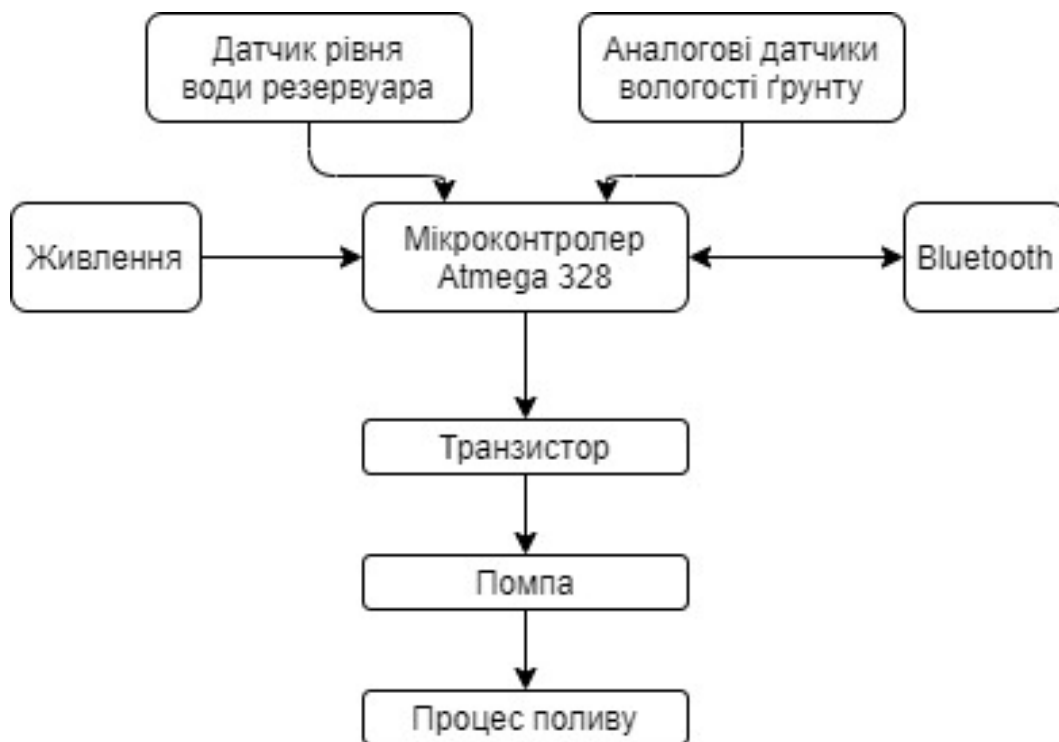 Датчик рівня
води резервуара
Аналогові датчики
вологості ґрунту
Живлення
Мікроконтролер
Atmega 328
Bluetooth
Транзистор
Помпа
Процес поливу